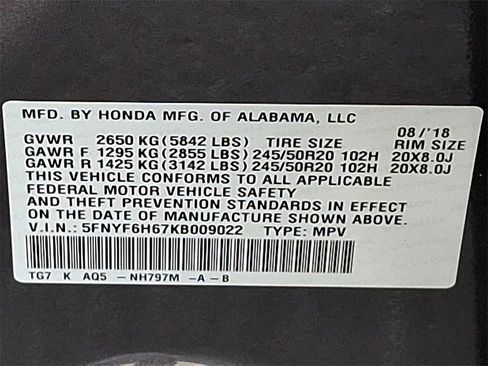 MFD. BY HONDA MFG. OF ALABAMA, LLC 08/'18
GVWR 2650 KG (5842 LBS) TIRE SIZE RIM SIZE
GAWR F 1295 KG (2855 LBS) 245/50R20 102H 20X8.0J
GAWR R 1425 KG (3142 LBS) 245/50R20 102H 20X8.0J
THIS VEHICLE CONFORMS TO ALL APPLICABLE
FEDERAL MOTOR VEHICLE SAFETY
AND THEFT PREVENTION STANDARDS IN EFFECT
ON THE DATE OF MANUFACTURE SHOWN ABOVE.
V.I.N.: 5FNYF6H67KB009022 TYPE: MPV
TG7 K AQ5 -NH797M -A-B